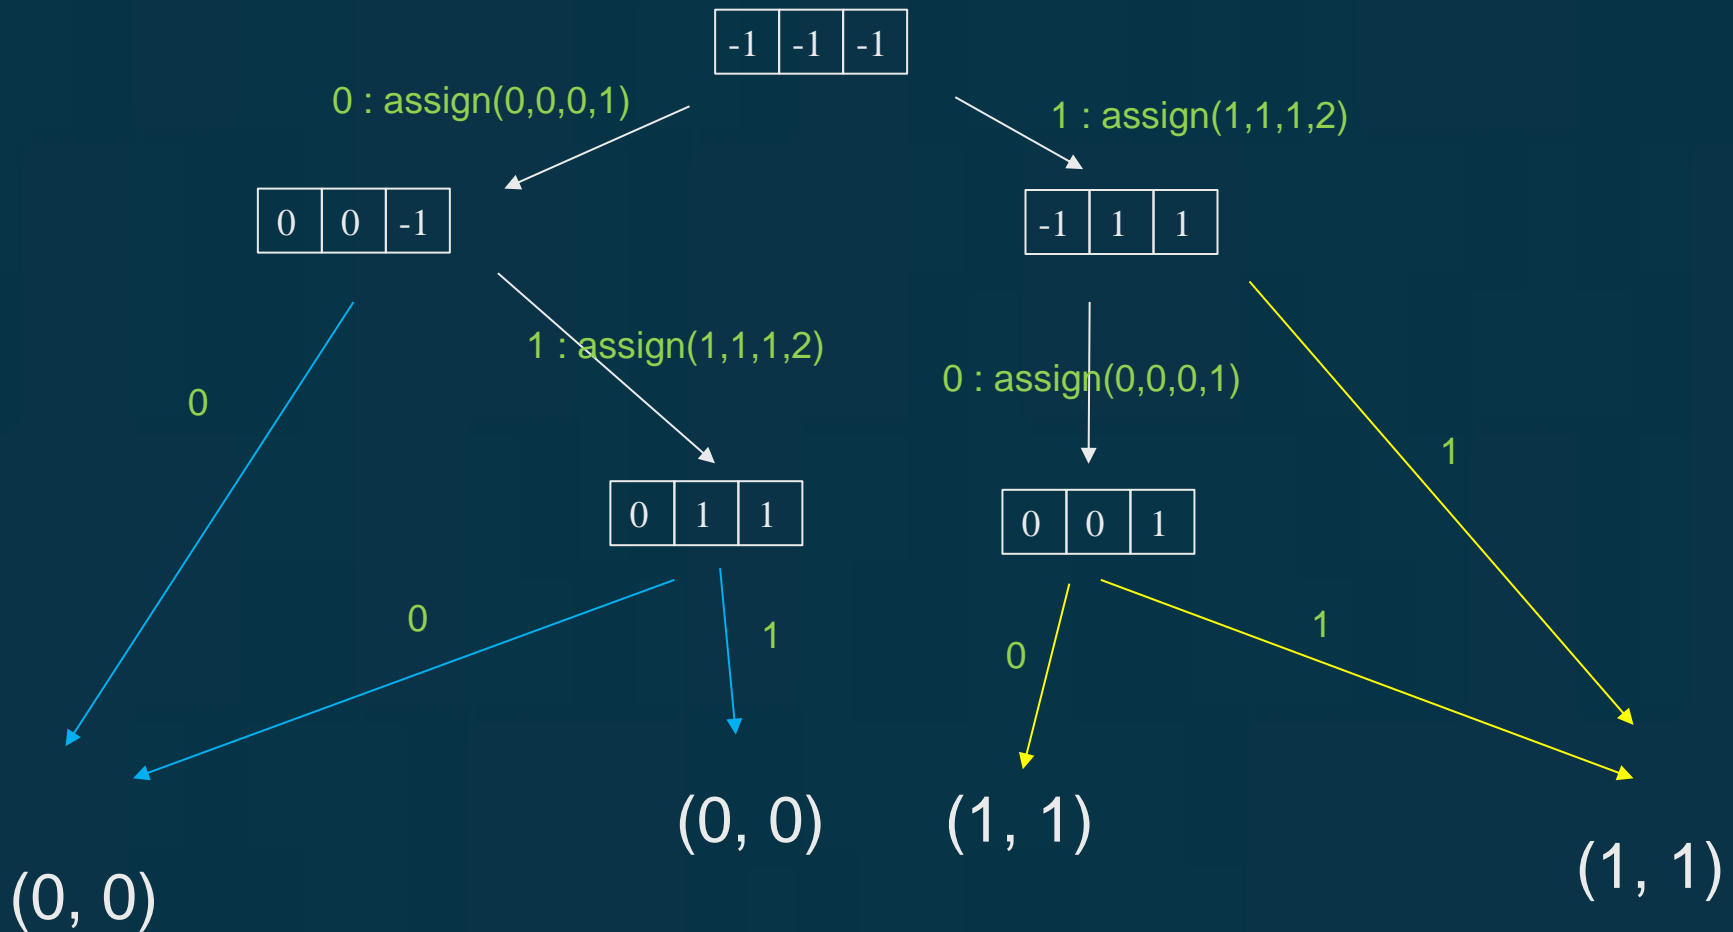 -1 -1 -1
0 : assign(0,0,0,1)
1 : assign(1,1,1,2)
0 0 -1
-1 1 1
1 : assign(1,1,1,2)
0 : assign(0,0,0,1)
0
1
0 1 1
0 0 1
0
1
0
1
(0, 0)
(1, 1)
(1, 1)
(0, 0)